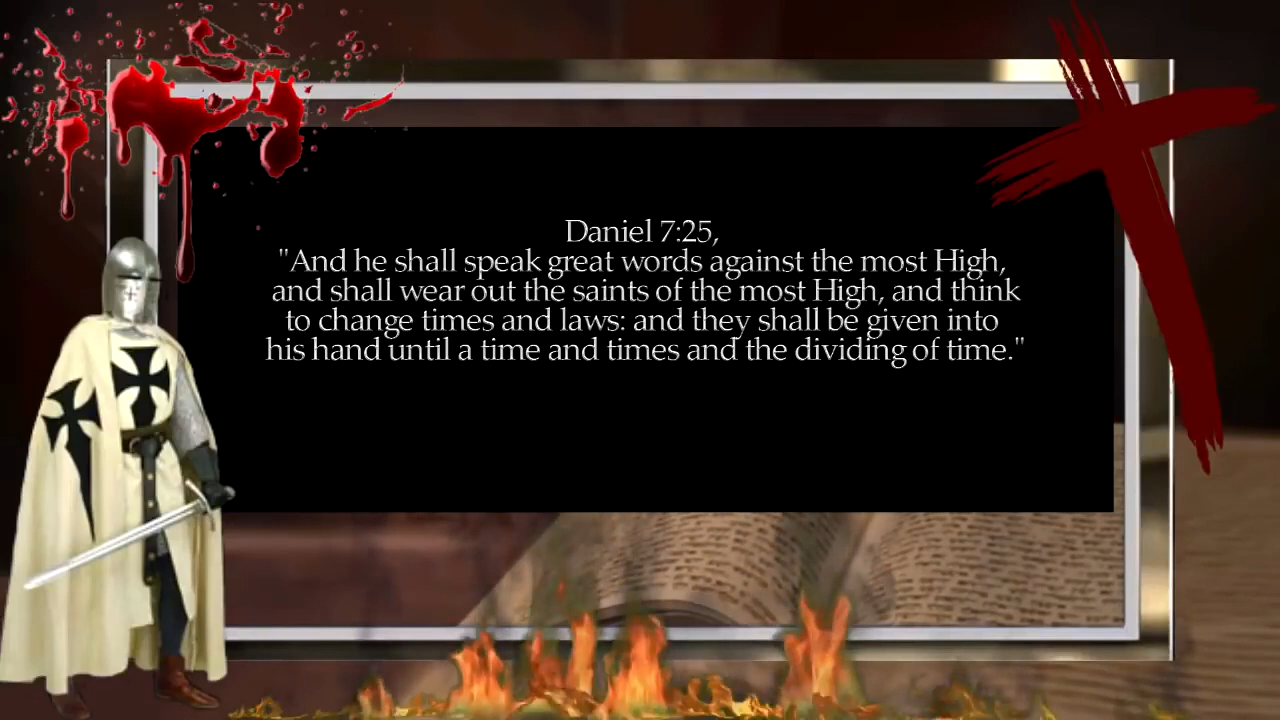 Daniel 7:25,
"And he shall speak great words against the most High,
and shall wear out the saints of the most High, and think
to change times and laws: and they shall be given into
his hand until a time and times and the dividing of time."